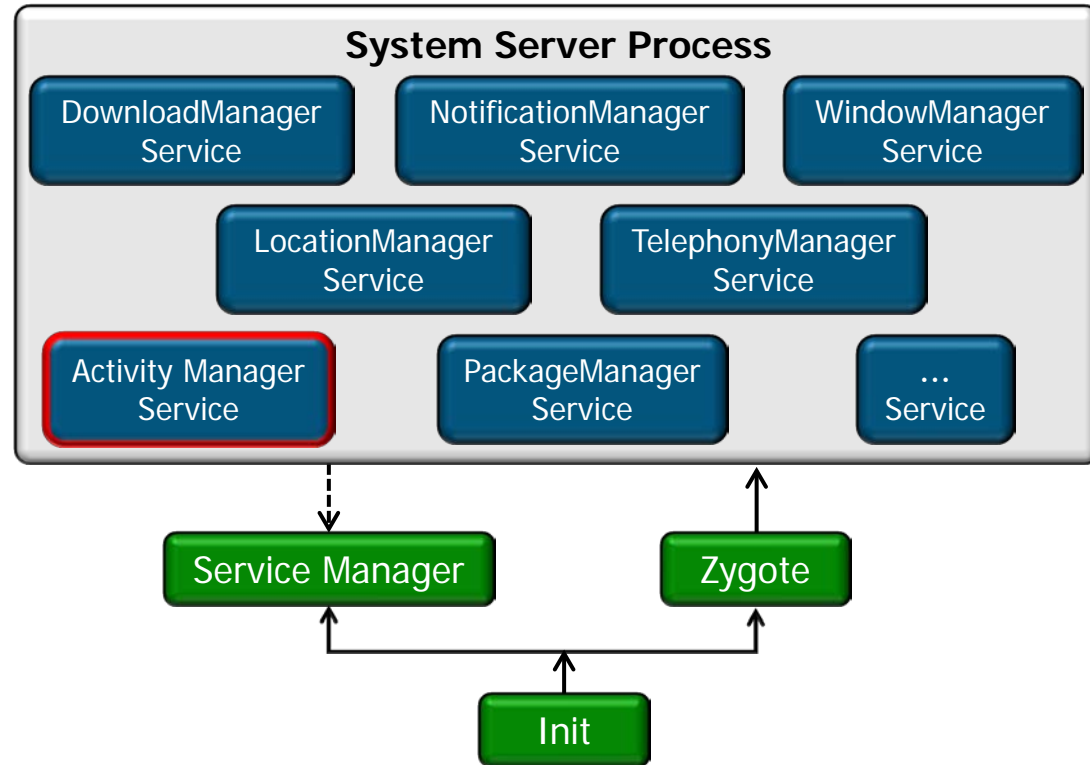 System Server Process
DownloadManager
Service
NotificationManager
Service
WindowManager
Service
LocationManager
Service
TelephonyManager
Service
Activity Manager
Service
PackageManager
Service
...
Service
Service Manager
Zygote
Init